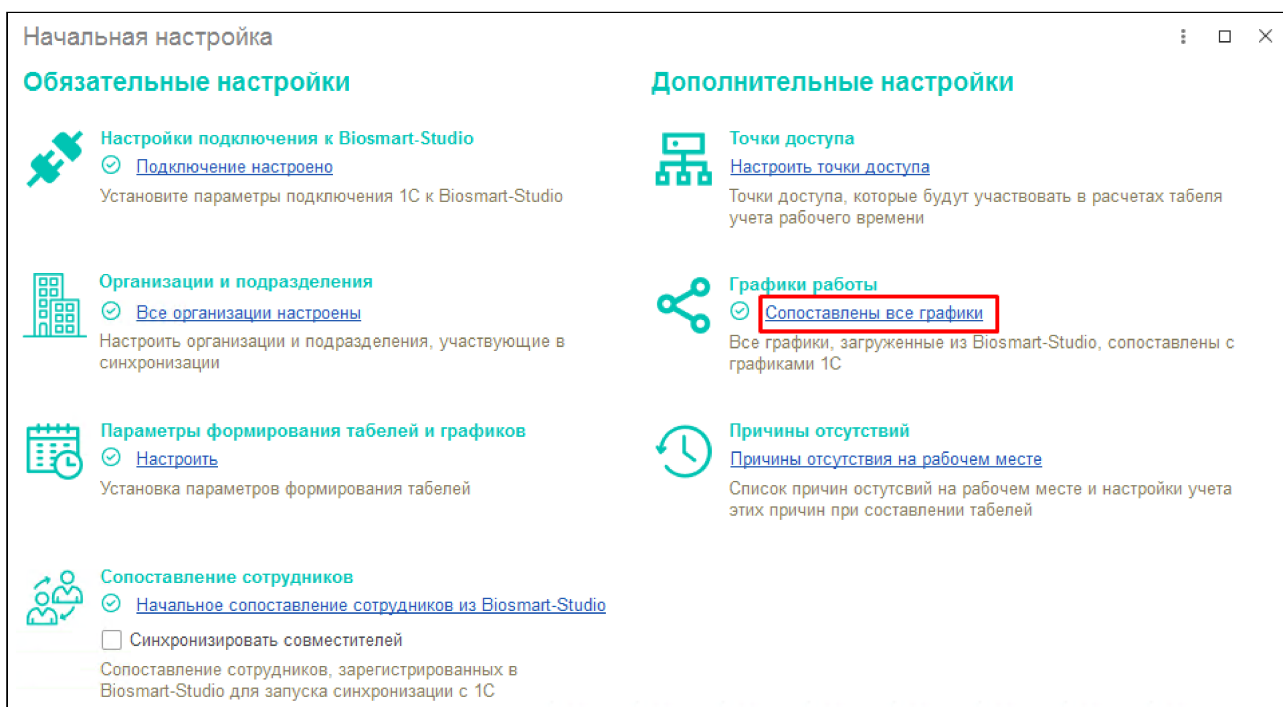 Начальная настройка
Обязательные настройки
Настройки подключения к Biosmart-Studio
Подключение настроено
Установите параметры подключения 1С к Biosmart-Studio
Организации и подразделения
Все организации настроены
Настроить организации и подразделения, участвующие в
синхронизации
Параметры формирования табелей и графиков
Настроить
Установка параметров формирования табелей
Сопоставление сотрудников
Начальное сопоставление сотрудников из Biosmart-Studio
Синхронизировать совместителей
Сопоставление сотрудников, зарегистрированных в
Biosmart-Studio для запуска синхронизации с 1С
Дополнительные настройки
Точки доступа
Настроить точки доступа
Точки доступа, которые будут участвовать в расчетах табеля
учета рабочего времени
Графики работы
Сопоставлены все графики
Все графики, загруженные из Biosmart-Studio, сопоставлены с
графиками 1С
Причины отсутствий
Причины отсутствия на рабочем месте
Список причин остутсвий на рабочем месте и настройки учета
этих причин при составлении табелей